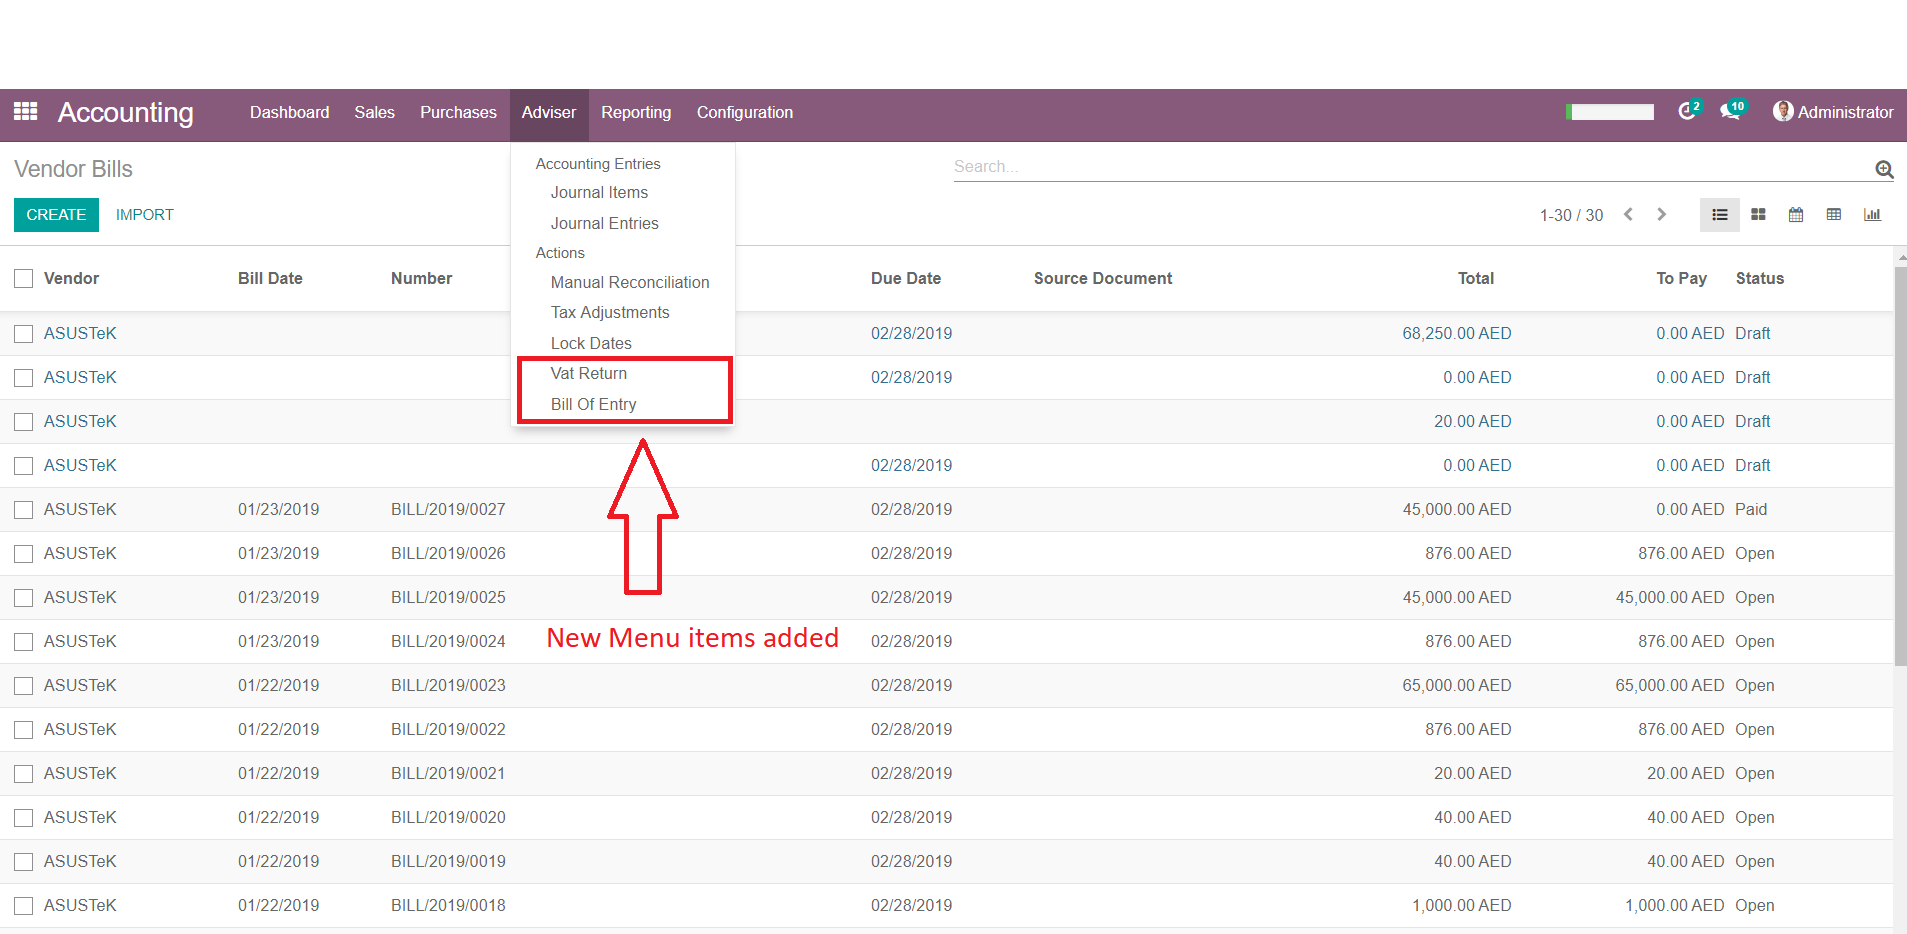 Accounting Dashboard Sales Purchases Adviser Reporting Configuration 2 10 Administrator
Vendor Bills
Search...
CREATE IMPORT
1-30 / 30
Accounting Entries
Journal Items
Journal Entries
Actions
Manual Reconciliation
Tax Adjustments
Lock Dates
Vat Return
Bill Of Entry
New Menu items added
Vendor Bill Date Number Due Date Source Document Total To Pay Status
ASUSTeK 02/28/2019 68,250.00 AED 0.00 AED Draft
ASUSTeK 02/28/2019 0.00 AED 0.00 AED Draft
ASUSTeK 20.00 AED 0.00 AED Draft
ASUSTeK 02/28/2019 0.00 AED 0.00 AED Draft
ASUSTeK 01/23/2019 BILL/2019/0027 02/28/2019 45,000.00 AED 0.00 AED Paid
ASUSTeK 01/23/2019 BILL/2019/0026 02/28/2019 876.00 AED 876.00 AED Open
ASUSTeK 01/23/2019 BILL/2019/0025 02/28/2019 45,000.00 AED 45,000.00 AED Open
ASUSTeK 01/23/2019 BILL/2019/0024 02/28/2019 876.00 AED 876.00 AED Open
ASUSTeK 01/22/2019 BILL/2019/0023 02/28/2019 65,000.00 AED 65,000.00 AED Open
ASUSTeK 01/22/2019 BILL/2019/0022 02/28/2019 876.00 AED 876.00 AED Open
ASUSTeK 01/22/2019 BILL/2019/0021 02/28/2019 20.00 AED 20.00 AED Open
ASUSTeK 01/22/2019 BILL/2019/0020 02/28/2019 40.00 AED 40.00 AED Open
ASUSTeK 01/22/2019 BILL/2019/0019 02/28/2019 40.00 AED 40.00 AED Open
ASUSTeK 01/22/2019 BILL/2019/0018 02/28/2019 1,000.00 AED 1,000.00 AED Open